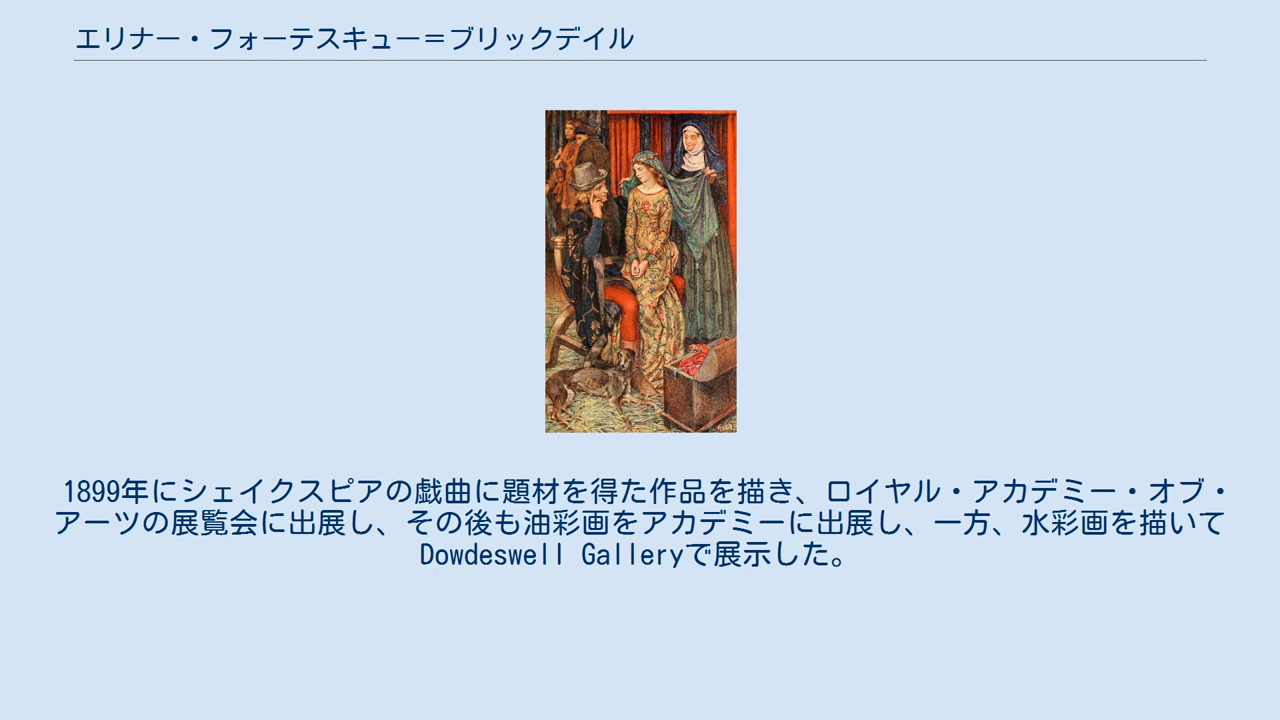 エリナー・フォーテスキュー＝ブリックデイル
1899年にシェイクスピアの戯曲に題材を得た作品を描き、ロイヤル・アカデミー・オブ・
アーツの展覧会に出展し、その後も油彩画をアカデミーに出展し、一方、水彩画を描いて
Dowdeswell Galleryで展示した。